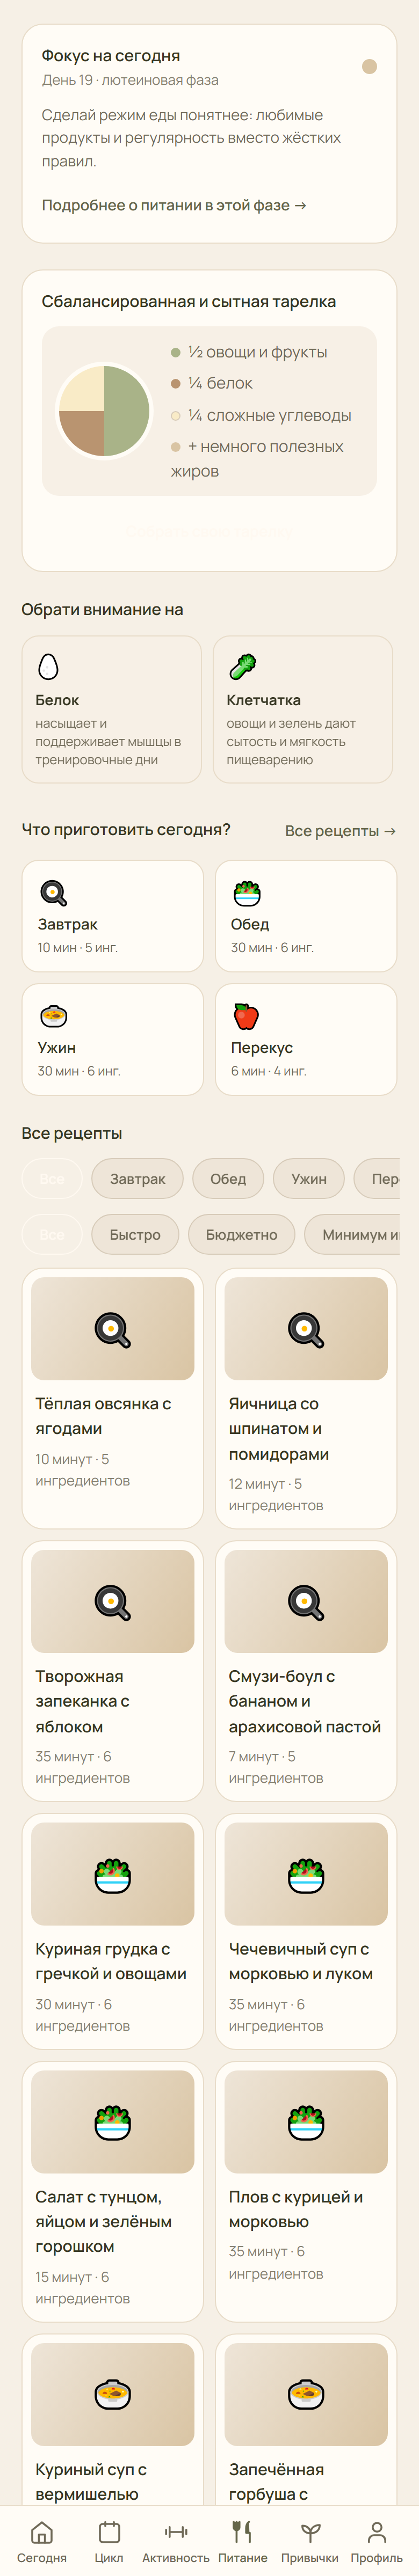 Фокус на сегодня
День 19 · лютеиновая фаза
Сделай режим еды понятнее: любимые
продукты и регулярность вместо жёстких
правил.
Подробнее о питании в этой фазе →
Сбалансированная и сытная тарелка
½ овощи и фрукты
¼ белок
¼ сложные углеводы
+ немного полезных
жиров
Обрати внимание на
Белок
насыщает и
поддерживает мышцы в
тренировочные дни
Клетчатка
овощи и зелень дают
сытость и мягкость
пищеварению
Что приготовить сегодня?
Все рецепты →
Завтрак
10 мин · 5 инг.
Обед
30 мин · 6 инг.
Ужин
30 мин · 6 инг.
Перекус
6 мин · 4 инг.
Все рецепты
Все Завтрак Обед Ужин Пер
Все Быстро Бюджетно Минимум и
Тёплая овсянка с
ягодами
10 минут · 5
ингредиентов
Яичница со
шпинатом и
помидорами
12 минут · 5
ингредиентов
Творожная
запеканка с
яблоком
35 минут · 6
ингредиентов
Смузи-боул с
бананом и
арахисовой пастой
7 минут · 5
ингредиентов
Куриная грудка с
гречкой и овощами
30 минут · 6
ингредиентов
Чечевичный суп с
морковью и луком
35 минут · 6
ингредиентов
Салат с тунцом,
яйцом и зелёным
горошком
15 минут · 6
ингредиентов
Плов с курицей и
морковью
35 минут · 6
ингредиентов
Куриный суп с
вермишелью
Запечённая
горбуша с
Сегодня Цикл Активность Питание Привычки Профиль